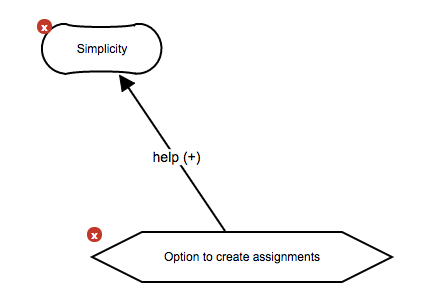 x
Simplicity
help (+)
x
Option to create assignments